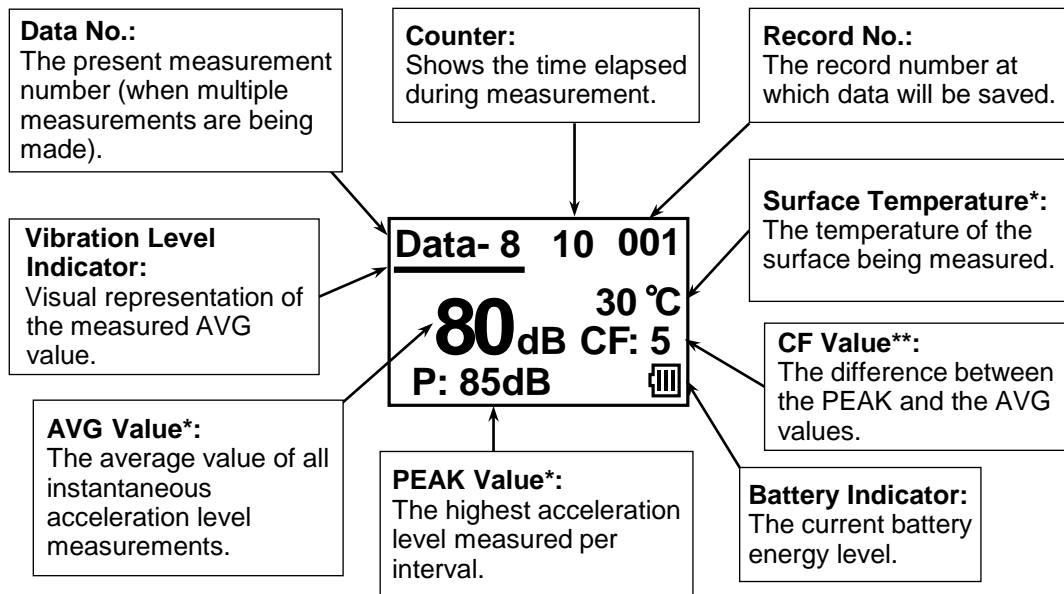 Data No.:
The present measurement
number (when multiple
measurements are being
made).
Counter:
Shows the time elapsed
during measurement.
Record No.:
The record number at
which data will be saved.
Vibration Level
Indicator:
Visual representation of
the measured AVG
value.
Surface Temperature*:
The temperature of the
surface being measured.
Data- 8 10 001
30 °C
80dB CF: 5
P: 85dB
CF Value**:
The difference between
the PEAK and the AVG
values.
AVG Value*:
The average value of all
instantaneous
acceleration level
measurements.
PEAK Value*:
The highest acceleration
level measured per
interval.
Battery Indicator:
The current battery
energy level.